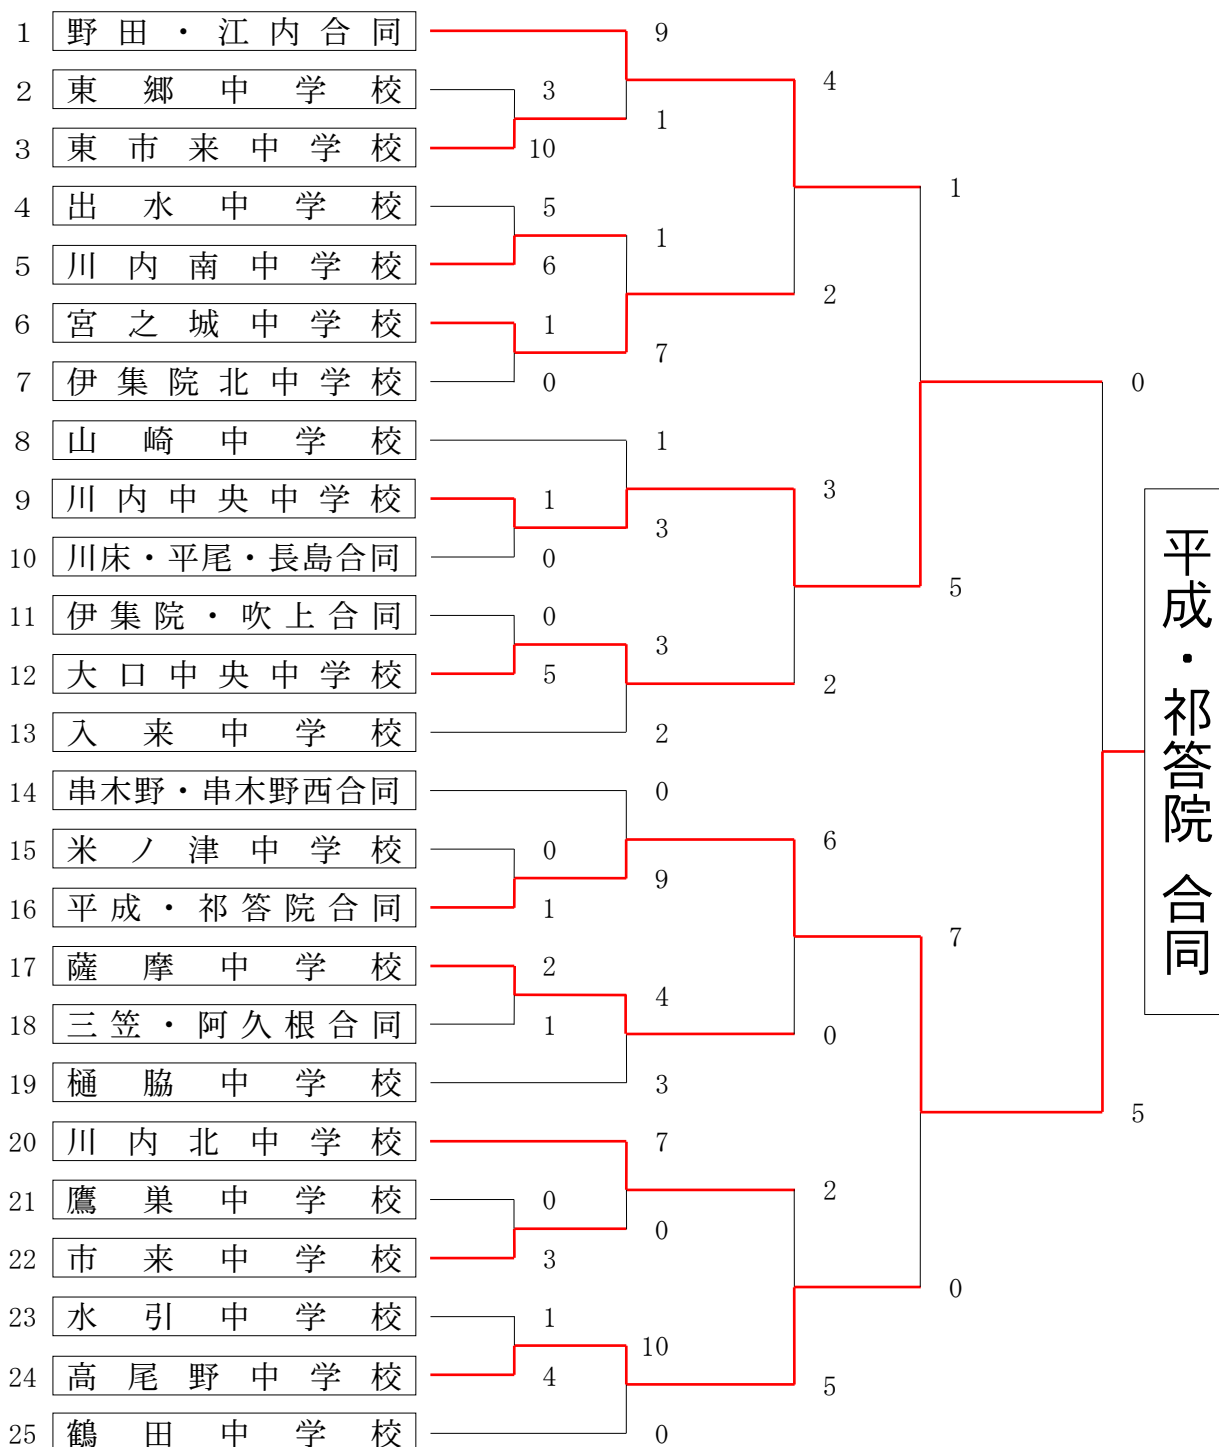 1 野田・江内合同 9
4
2 東郷中学校 3
1
3 東市来中学校 10
1
4 出水中学校 5
1
5 川内南中学校 6
2
6 宮之城中学校 1
7
7 伊集院北中学校 0
0
8 山崎中学校 1
3
9 川内中央中学校 1
3
10 川床・平尾・長島合同 0
5
11 伊集院・吹上合同 0
3
12 大口中央中学校 5
2
13 入来中学校 2
14 串木野・串木野西合同 0
6
15 米ノ津中学校 0
9
16 平成・祁答院合同 1
7
17 薩摩中学校 2
4
18 三笠・阿久根合同 1
0
19 樋脇中学校 3
5
20 川内北中学校 7
2
21 鷹巣中学校 0
0
22 市来中学校 3
0
23 水引中学校 1
10
24 高尾野中学校 4
5
25 鶴田中学校 0
平成・祁答院 合同